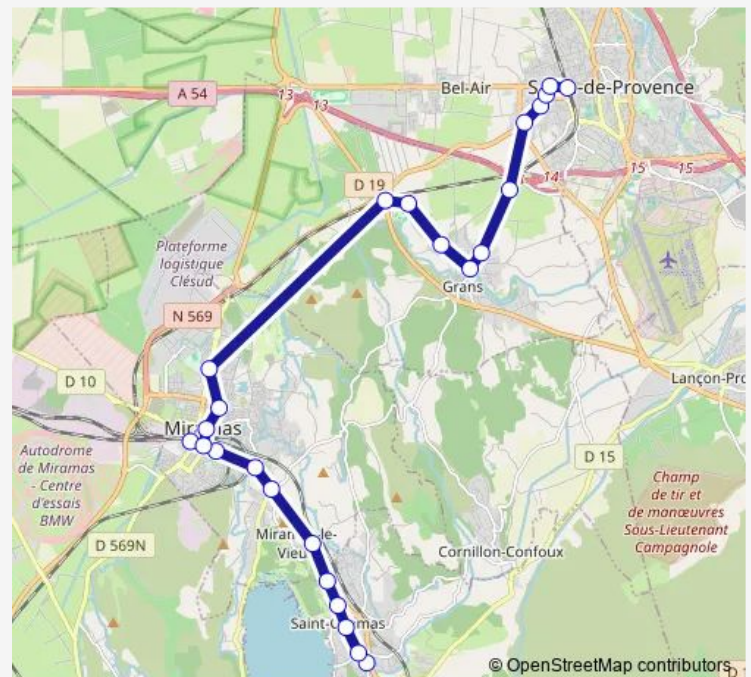 A 54
13
13
Bel-Air
S
n-de-Provence
D 19
14
15
15
Plateforme
logistique
Clésud
Grans
N 569
D 10
Lançon-Pro
Miramas
Autodrome
de Miramas
- Centre
d'essais
BMW
D 15
Champ
de tir et
de manœuvres
Sous-Lieutenant
Campagnole
D 569N
Vieu
Cornillon-Confoux
© OpenStreetMap contributors